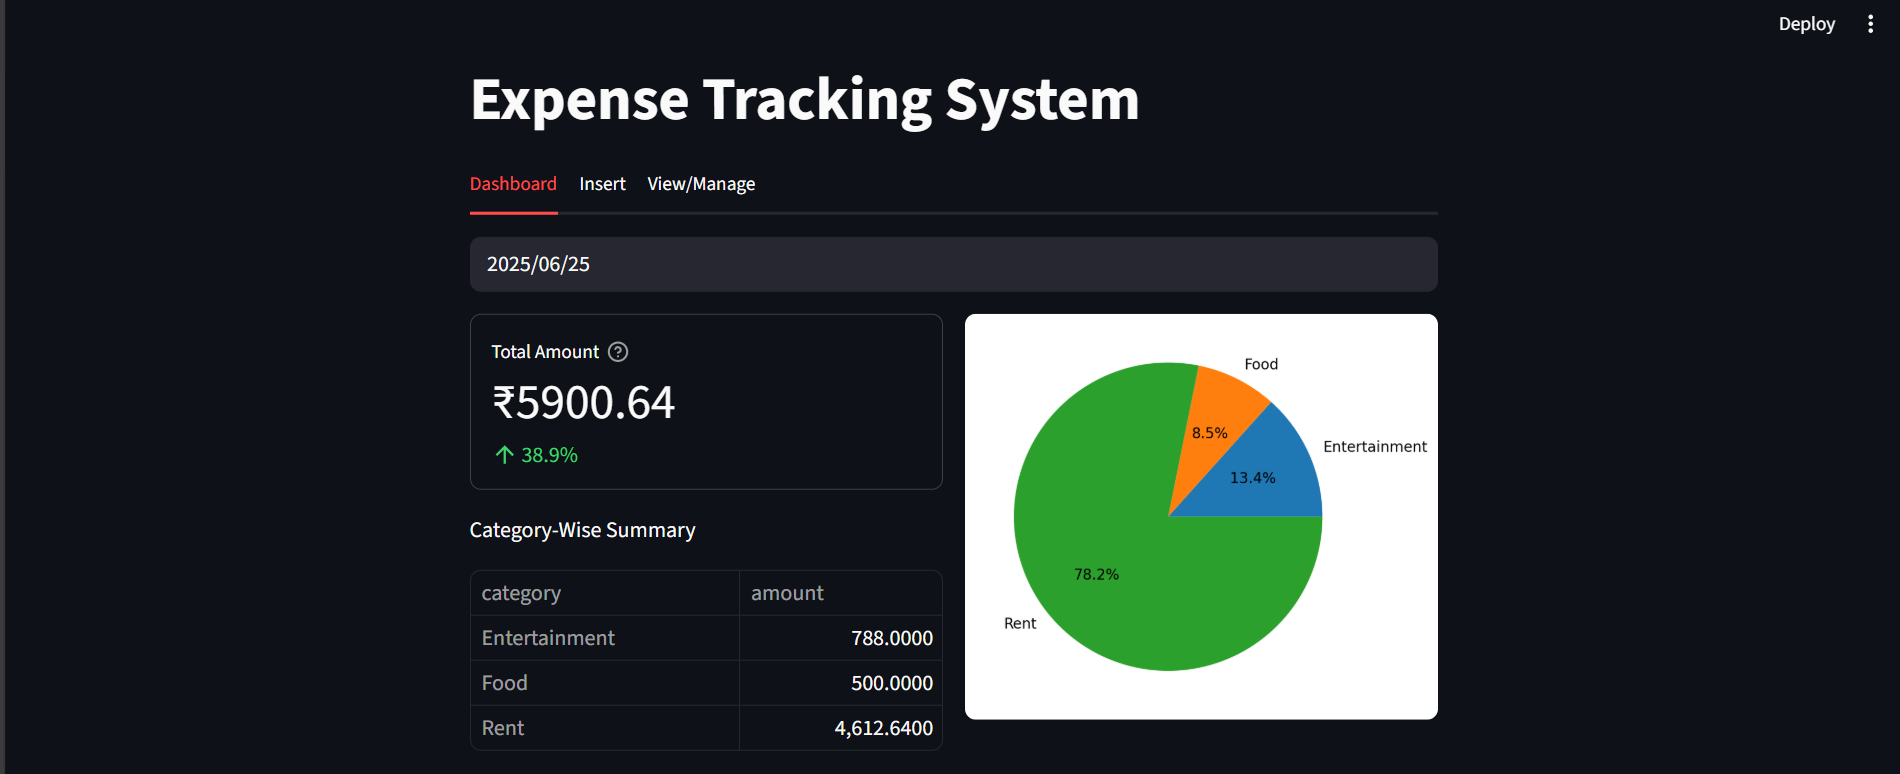 Deploy
Expense Tracking System
Dashboard Insert View/Manage
2025/06/25
Total Amount
₹5900.64
↑ 38.9%
Category-Wise Summary
category amount
Entertainment 788.0000
Food 500.0000
Rent 4,612.6400
Food
8.5%
Entertainment
13.4%
78.2%
Rent